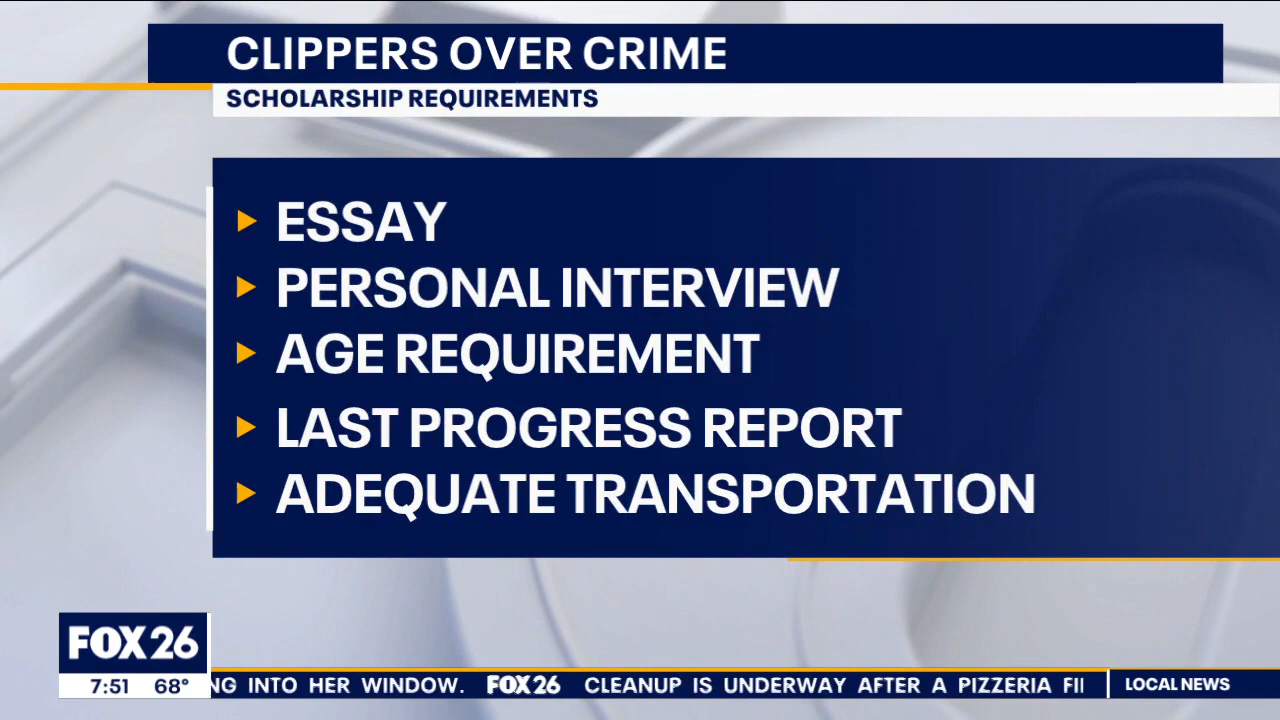 CLIPPERS OVER CRIME
SCHOLARSHIP REQUIREMENTS
ESSAY
PERSONAL INTERVIEW
AGE REQUIREMENT
LAST PROGRESS REPORT
ADEQUATE TRANSPORTATION
FOX 26
7:51 68°
NG INTO HER WINDOW. FOX 26 CLEANUP IS UNDERWAY AFTER A PIZZERIA
LOCAL NEWS